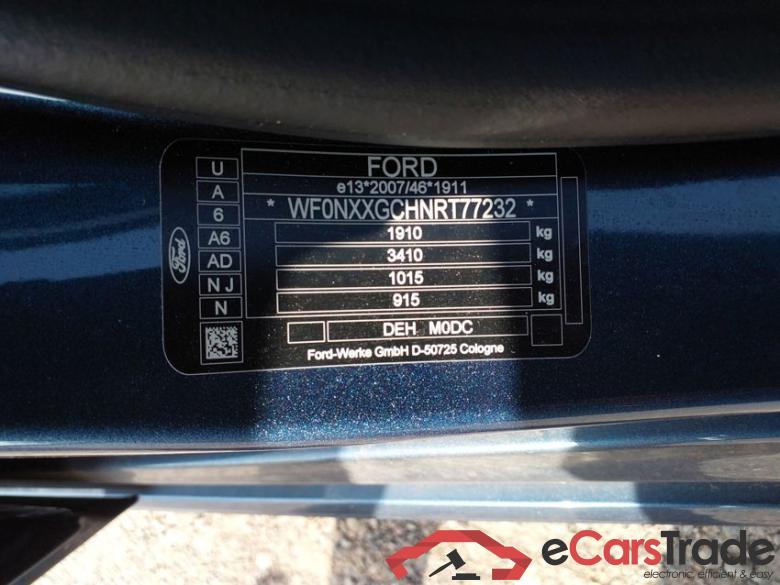 FORD
e13*2007/46*1911
* WF0NXXGCHNRT77232 *
1910 kg
3410 kg
1015 kg
915 kg
DEH M0DC
Ford-Werke GmbH D-50725 Cologne
U
A
6
A6
AD
N J
N
Ford
eCarsTrade
electronic, efficient & easy